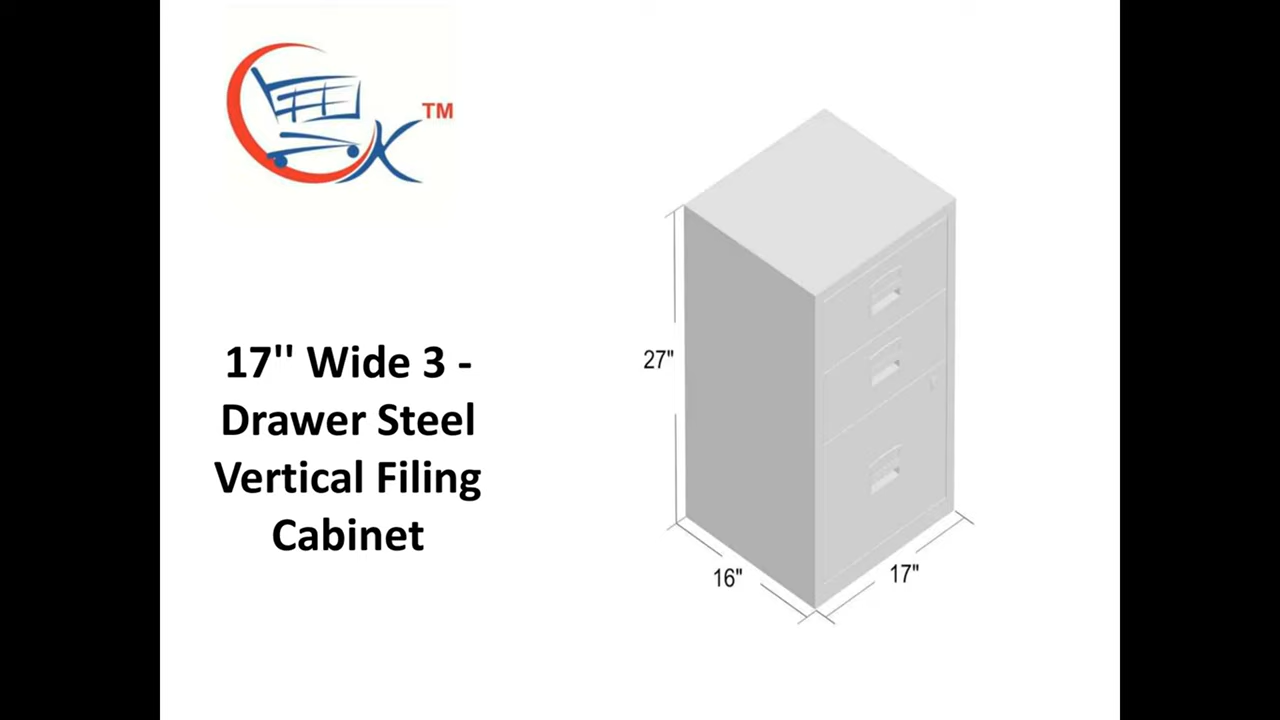 TM
17'' Wide 3 -
Drawer Steel
Vertical Filing
Cabinet
27"
16"
17"